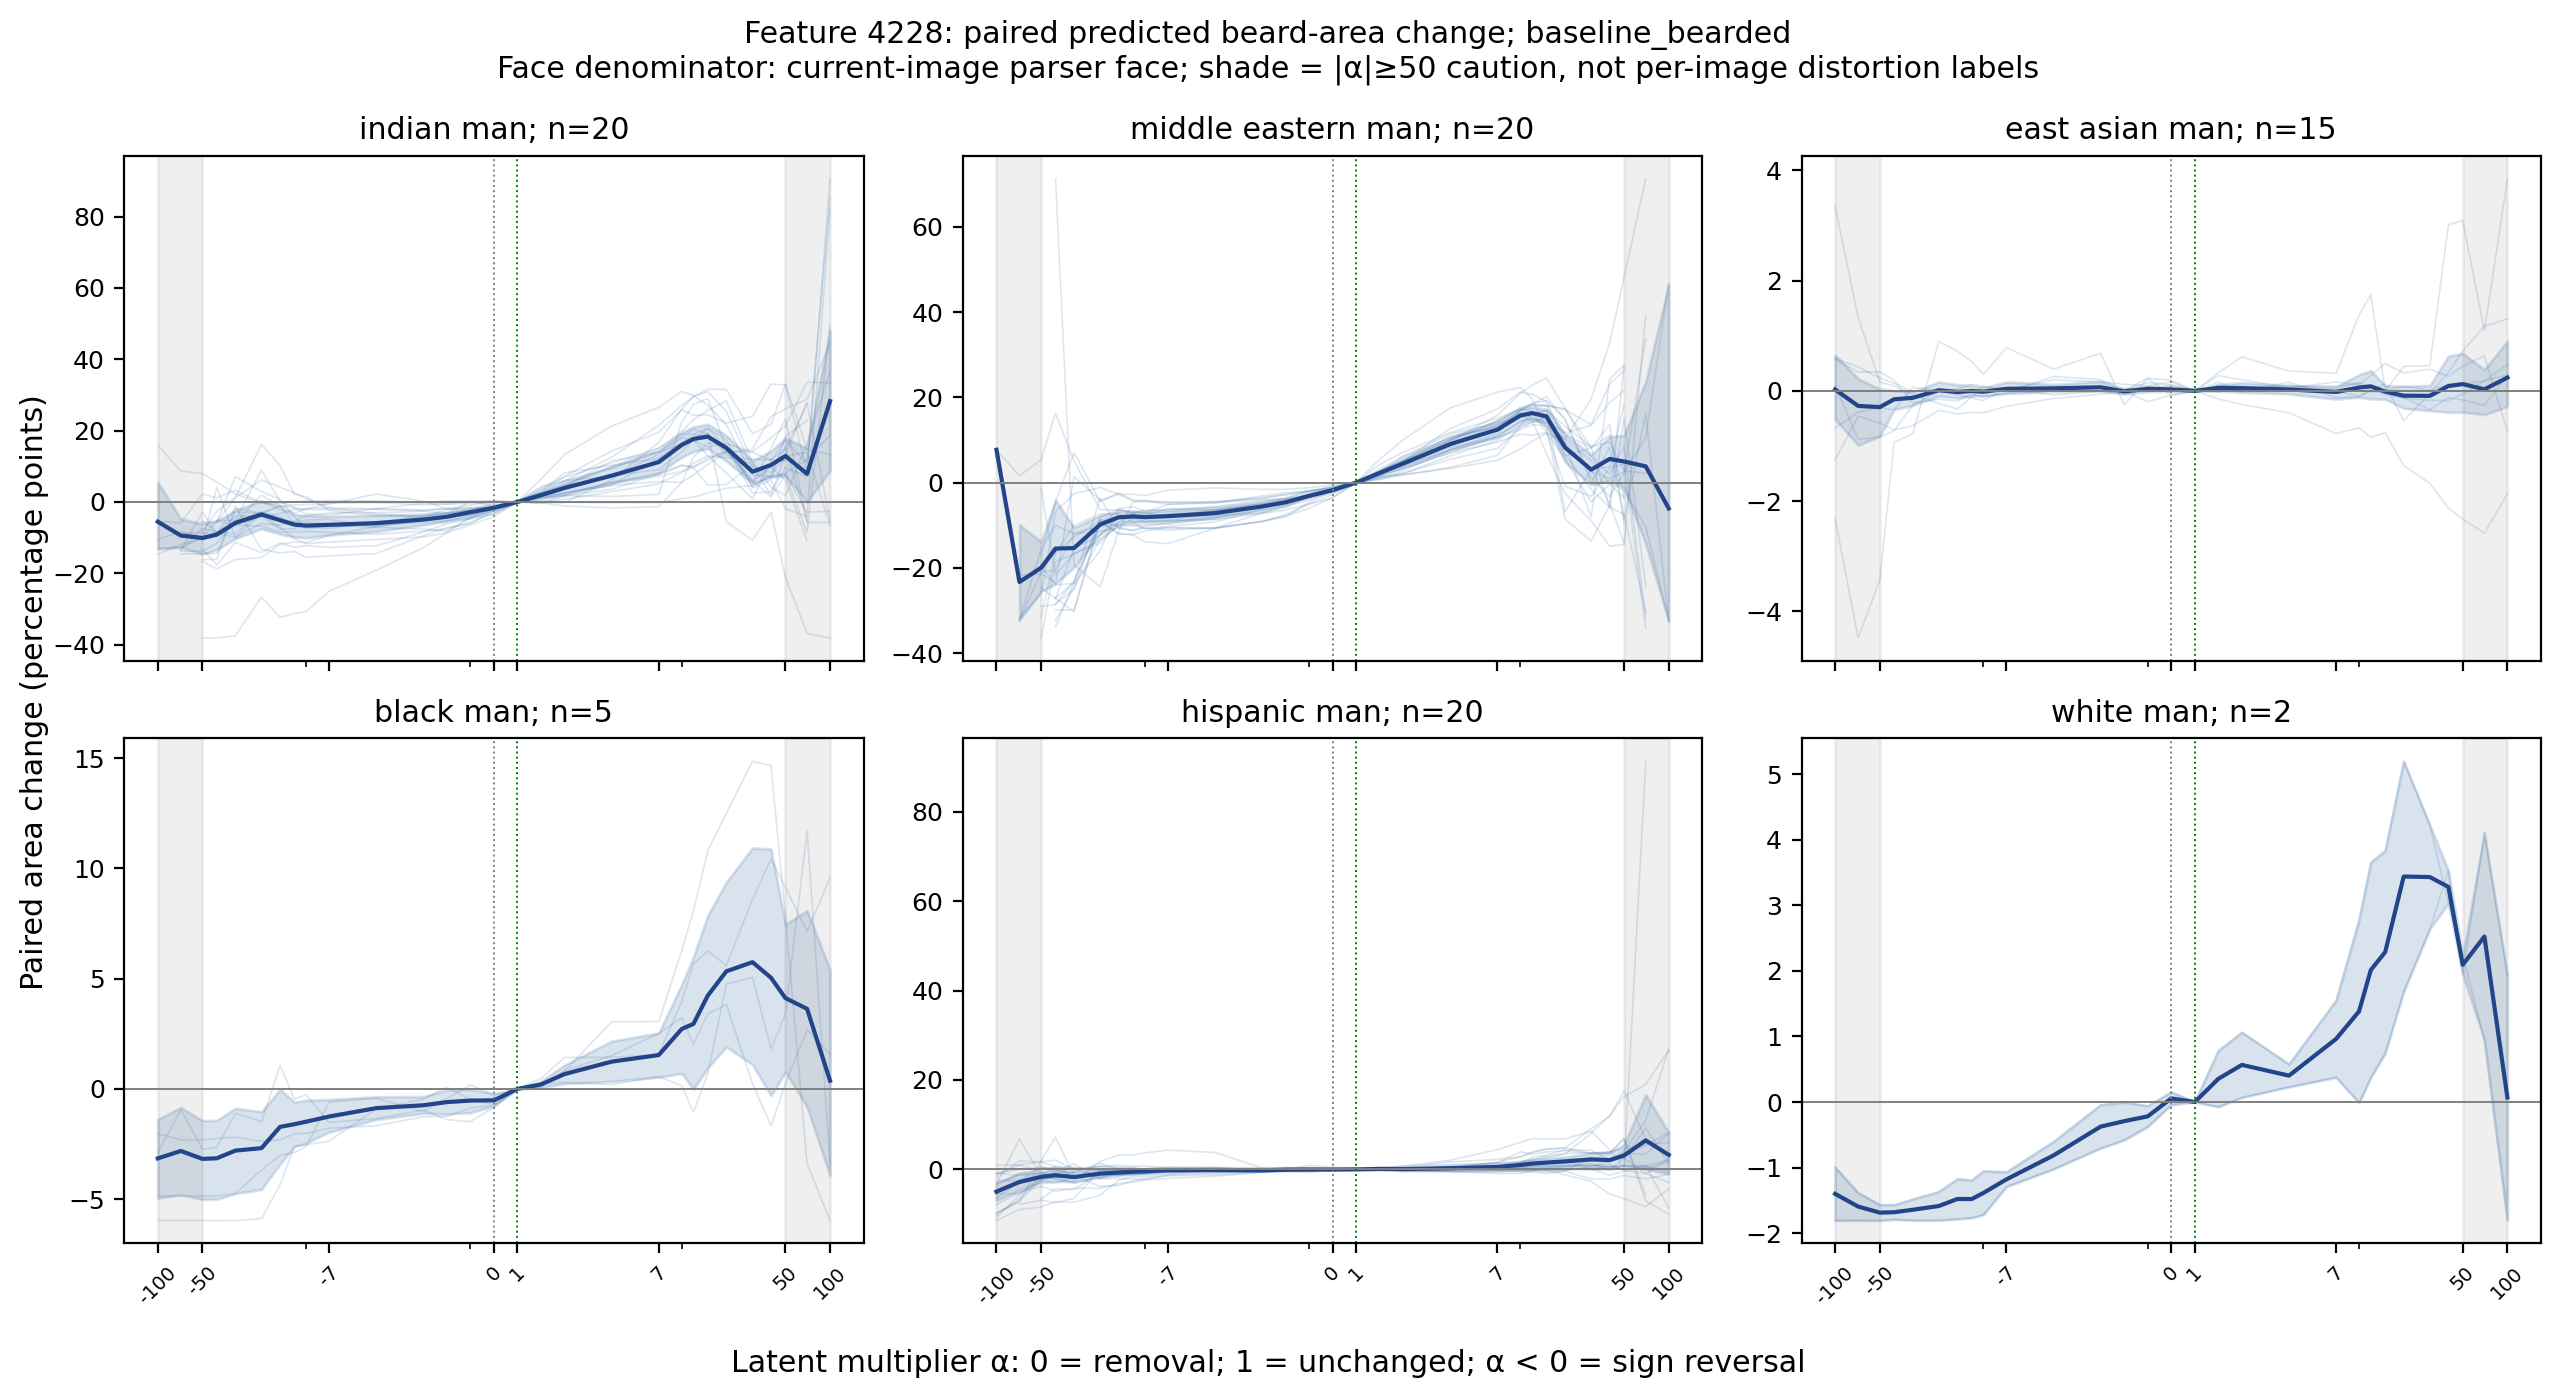 Feature 4228: paired predicted beard-area change; baseline_bearded
Face denominator: current-image parser face; shade = |α|≥50 caution, not per-image distortion labels
indian man; n=20
80
60
40
20
0
−20
−40
middle eastern man; n=20
60
40
20
0
−20
−40
east asian man; n=15
4
2
0
−2
−4
Paired area change (percentage points)
black man; n=5
15
10
5
0
−5
-100 -50 -7 0 1 7 50 100
hispanic man; n=20
80
60
40
20
0
-100 -50 -7 0 1 7 50 100
white man; n=2
5
4
3
2
1
0
−1
−2
-100 -50 -7 0 1 7 50 100
Latent multiplier α: 0 = removal; 1 = unchanged; α < 0 = sign reversal